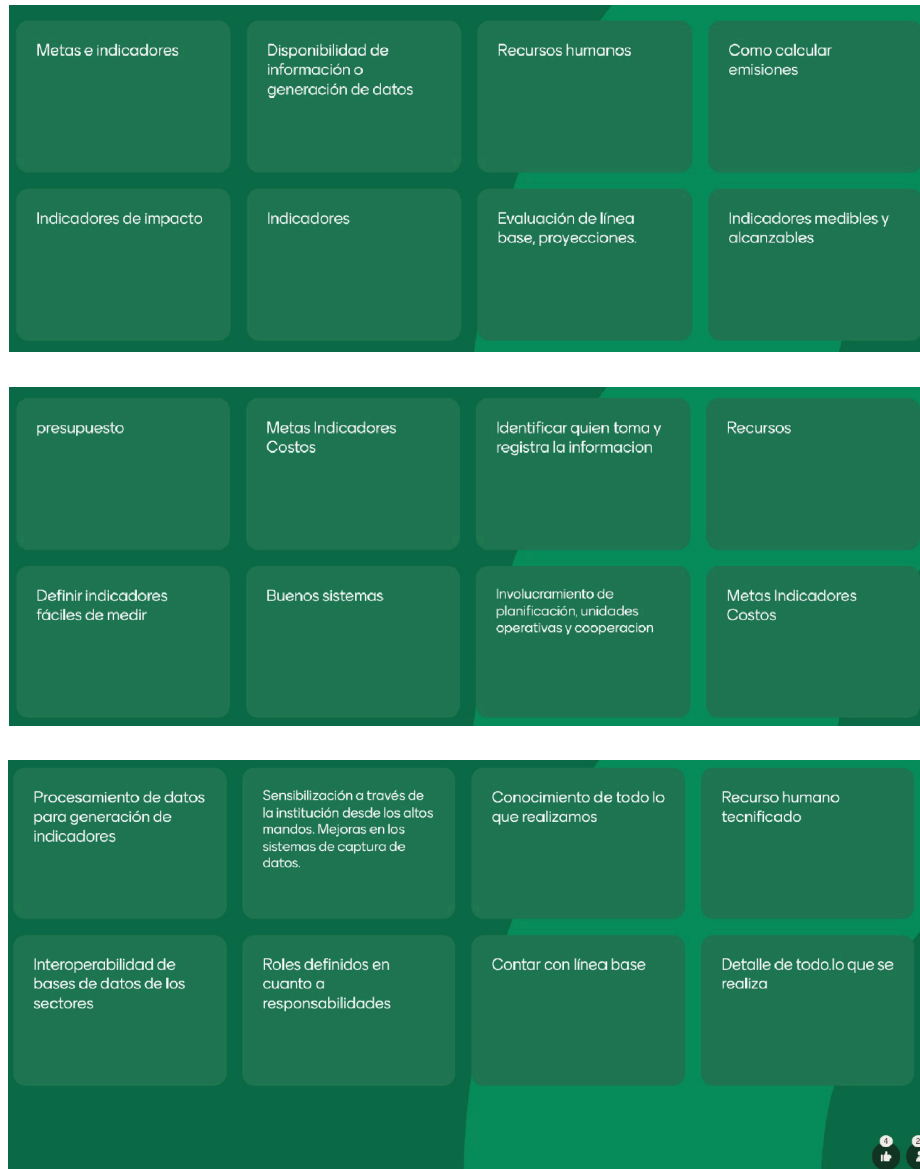 Metas e indicadores
Disponibilidad de
información o
generación de datos
Recursos humanos
Como calcular
emisiones
Indicadores de impacto
Indicadores
Evaluación de línea
base, proyecciones.
Indicadores medibles y
alcanzables
presupuesto
Metas Indicadores
Costos
Identificar quien toma y
registra la informacion
Recursos
Definir indicadores
fáciles de medir
Buenos sistemas
Involucramiento de
planificación, unidades
operativas y cooperacion
Metas Indicadores
Costos
Procesamiento de datos
para generación de
indicadores
Sensibilización a través de
la institución desde los altos
mandos. Mejoras en los
sistemas de captura de
datos.
Conocimiento de todo lo
que realizamos
Recurso humano
tecnificado
Interoperabilidad de
bases de datos de los
sectores
Roles definidos en
cuanto a
responsabilidades
Contar con línea base
Detalle de todo.lo que se
realiza
4